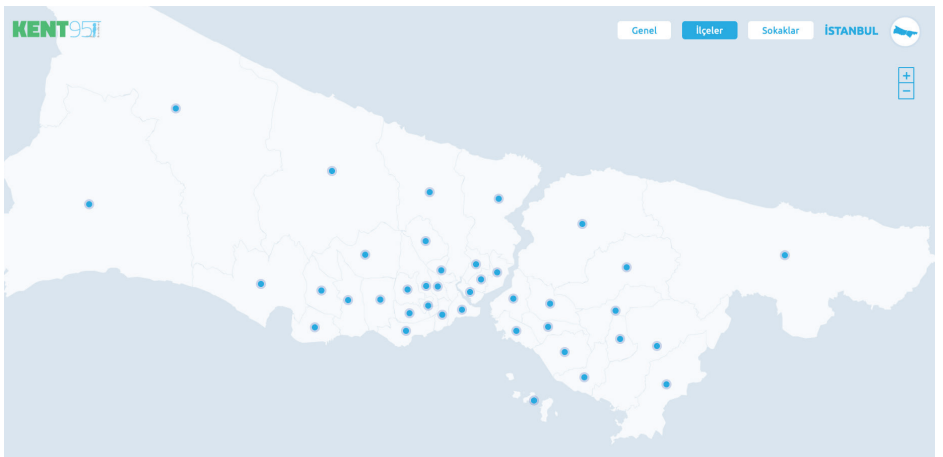 KENT95
Genel
İlçeler
Sokaklar
İSTANBUL
+
−